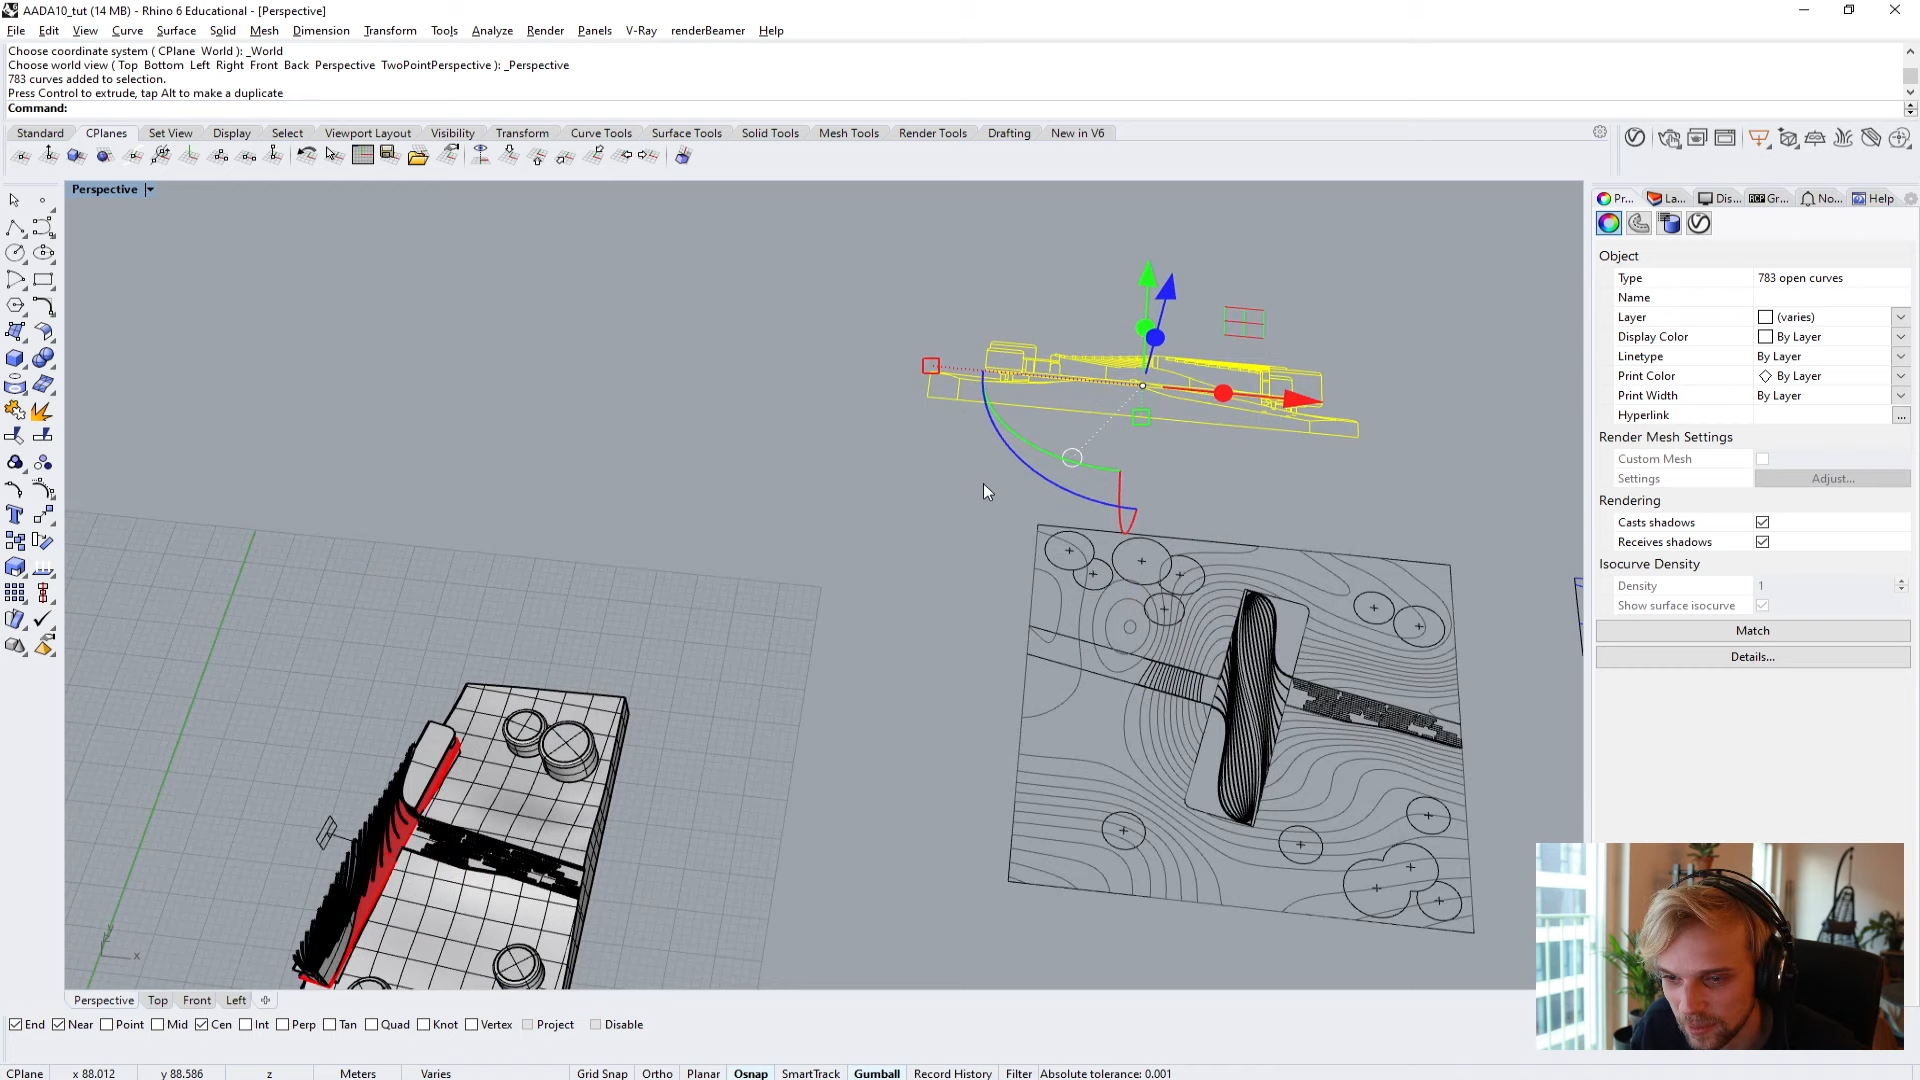 AADA10_tut (14 MB) - Rhino 6 Educational - [Perspective]
File Edit View Curve Surface Solid Mesh Dimension Transform Tools Analyze Render Panels V-Ray renderBeamer Help
Choose coordinate system ( CPlane World ): _World
Choose world view ( Top Bottom Left Right Front Back Perspective TwoPointPerspective ): _Perspective
783 curves added to selection.
Press Control to extrude, tap Alt to make a duplicate
Command:
Standard CPlanes Set View Display Select Viewport Layout Visibility Transform Curve Tools Surface Tools Solid Tools Mesh Tools Render Tools Drafting New in V6
Perspective
Pr... La... Dis... Gr... No... Help
Object
Type 783 open curves
Name
Layer (varies)
Display Color By Layer
Linetype By Layer
Print Color By Layer
Print Width By Layer
Hyperlink ...
Render Mesh Settings
Custom Mesh
Settings Adjust...
Rendering
Casts shadows
Receives shadows
Isocurve Density
Density 1
Show surface isocurve
Match
Details...
x
Perspective Top Front Left
End Near Point Mid Cen Int Perp Tan Quad Knot Vertex Project Disable
CPlane x 88.012 y 88.586 z Meters Varies Grid Snap Ortho Planar Osnap SmartTrack Gumball Record History Filter Absolute tolerance: 0.001